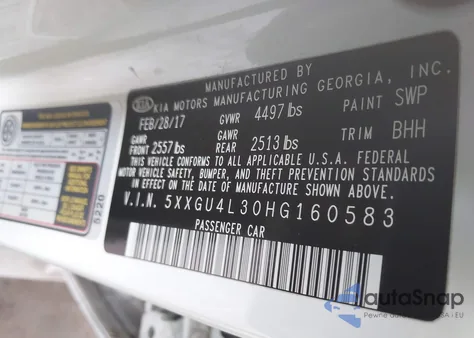 MANUFACTURED BY
KIA KIA MOTORS MANUFACTURING GEORGIA, INC.
FEB/28/17 GVWR 4497 lbs PAINT SWP
GAWR FRONT 2557 lbs GAWR REAR 2513 lbs TRIM BHH
THIS VEHICLE CONFORMS TO ALL APPLICABLE U.S.A. FEDERAL
MOTOR VEHICLE SAFETY, BUMPER, AND THEFT PREVENTION STANDARDS
IN EFFECT ON THE DATE OF MANUFACTURE SHOWN ABOVE.
V.I.N. 5XXGU4L30HG160583
PASSENGER CAR
5220
autoSnap